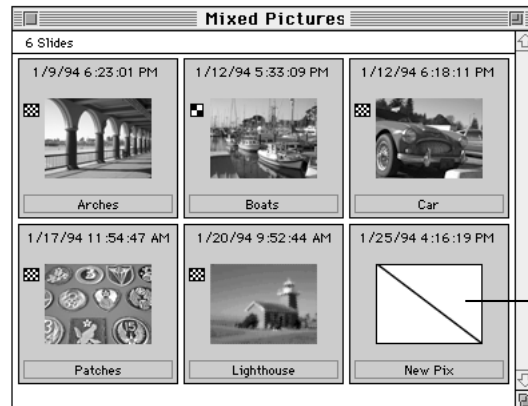 Mixed Pictures
6 Slides
1/9/94 6:23:01 PM
1/12/94 5:33:09 PM
1/12/94 6:18:11 PM
Arches
Boats
Car
1/17/94 11:54:47 AM
1/20/94 9:52:44 AM
1/25/94 4:16:19 PM
Patches
Lighthouse
New Pix